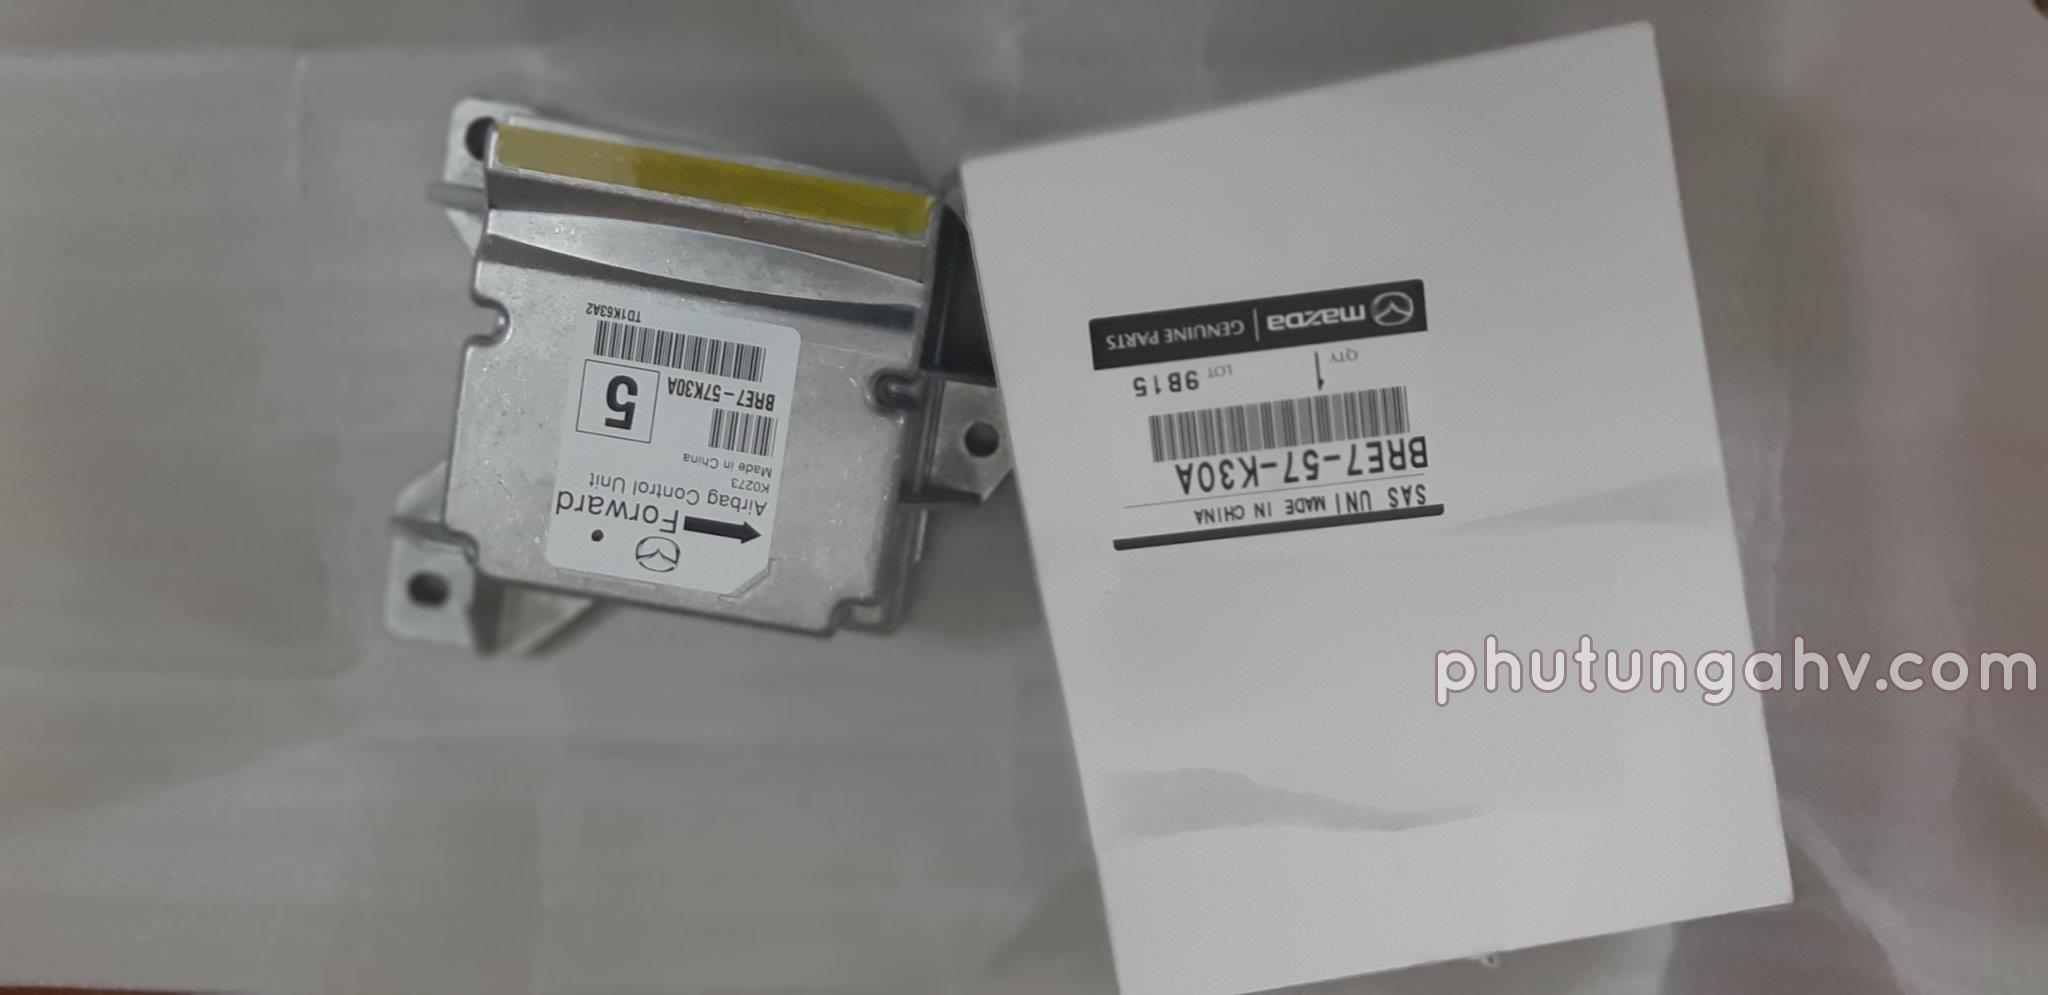 Forward
Airbag Control Unit
K0273
Made in China
BRE7-57K30A
5
TD1K63A2
SAS UNI MADE IN CHINA
BRE7-57-K30A
QTY 1 LOT 9B15
mazda GENUINE PARTS
phutungahv.com